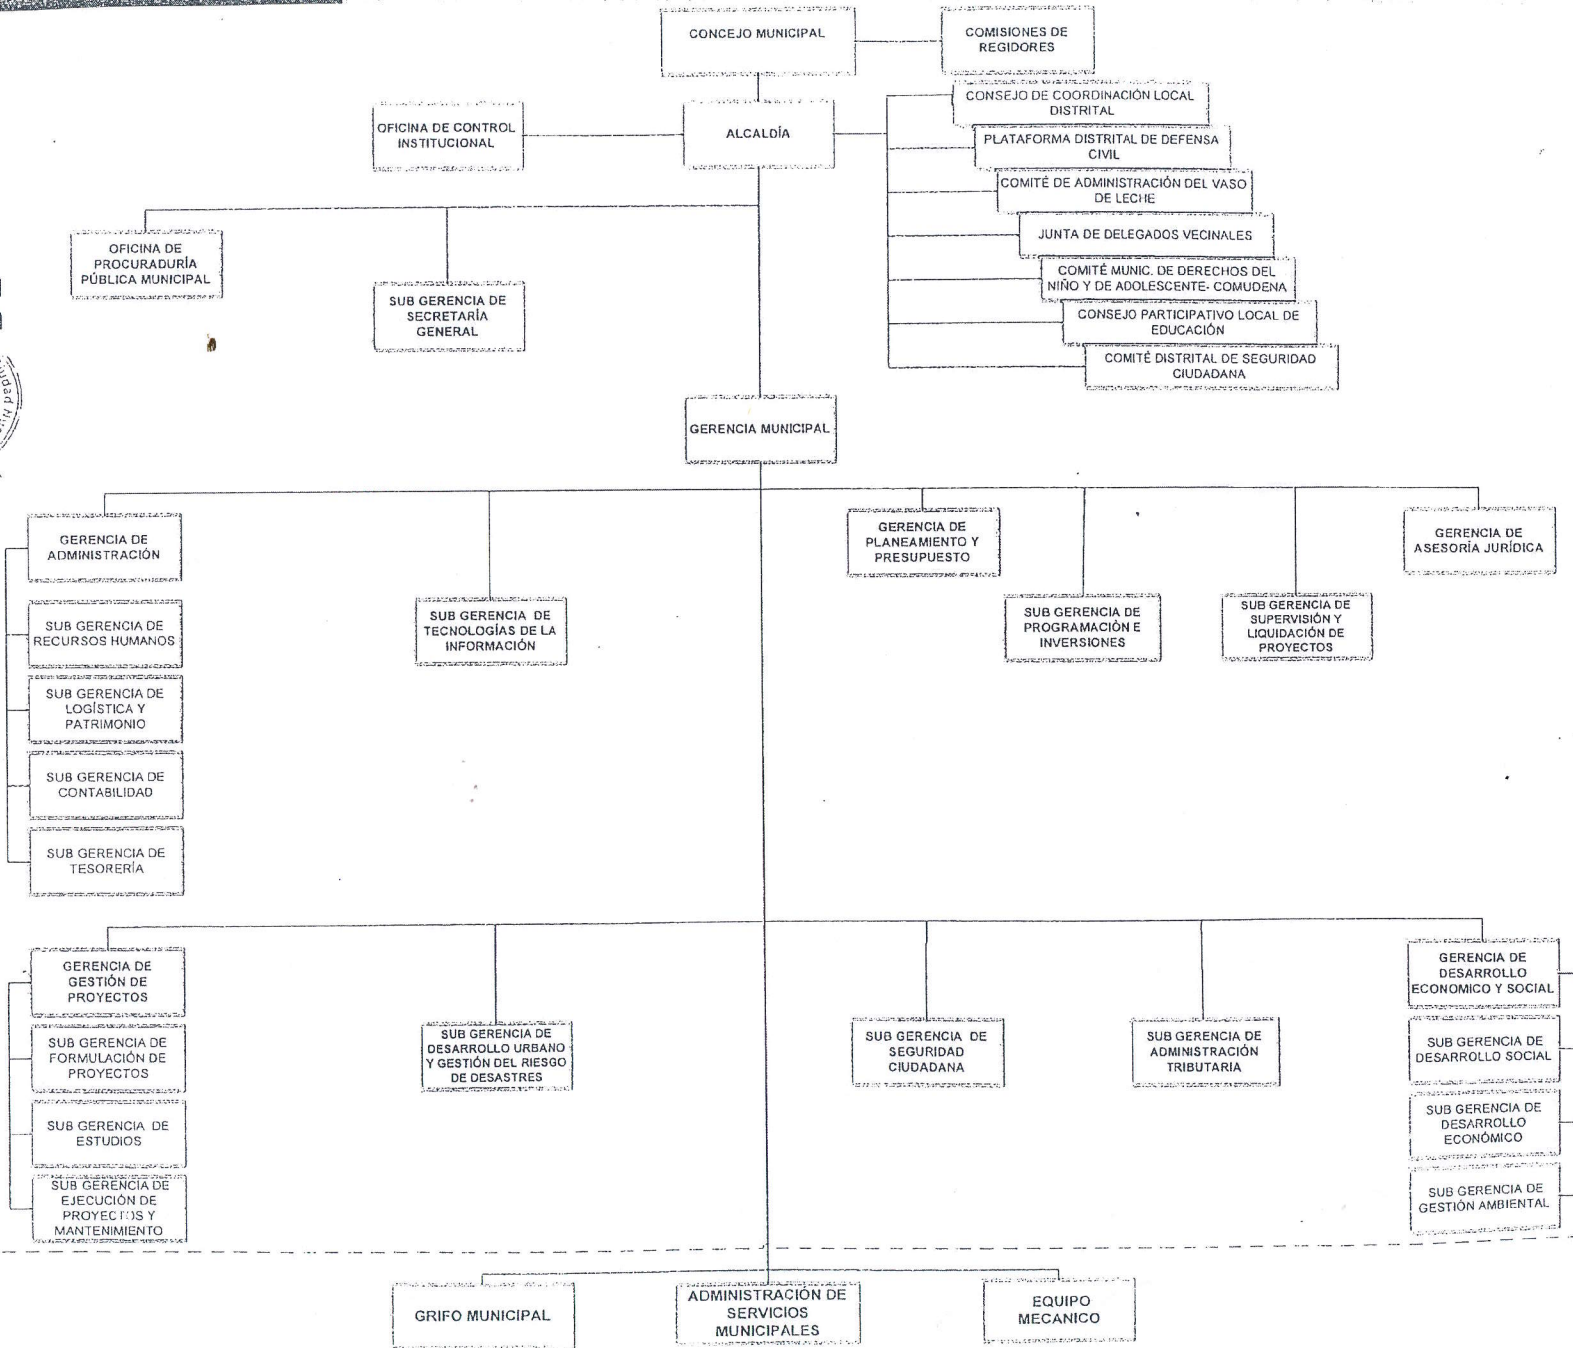 CONCEJO MUNICIPAL
COMISIONES DE
REGIDORES
OFICINA DE CONTROL
INSTITUCIONAL
ALCALDÍA
CONSEJO DE COORDINACIÓN LOCAL
DISTRITAL
PLATAFORMA DISTRITAL DE DEFENSA
CIVIL
COMITÉ DE ADMINISTRACIÓN DEL VASO
DE LECHE
JUNTA DE DELEGADOS VECINALES
COMITÉ MUNIC. DE DERECHOS DEL
NIÑO Y DE ADOLESCENTE- COMUDENA
CONSEJO PARTICIPATIVO LOCAL DE
EDUCACIÓN
COMITÉ DISTRITAL DE SEGURIDAD
CIUDADANA
OFICINA DE
PROCURADURÍA
PÚBLICA MUNICIPAL
SUB GERENCIA DE
SECRETARÍA
GENERAL
GERENCIA MUNICIPAL
GERENCIA DE
ADMINISTRACIÓN
SUB GERENCIA DE
RECURSOS HUMANOS
SUB GERENCIA DE
LOGÍSTICA Y
PATRIMONIO
SUB GERENCIA DE
CONTABILIDAD
SUB GERENCIA DE
TESORERÍA
SUB GERENCIA DE
TECNOLOGÍAS DE LA
INFORMACIÓN
GERENCIA DE
PLANEAMIENTO Y
PRESUPUESTO
SUB GERENCIA DE
PROGRAMACIÓN E
INVERSIONES
SUB GERENCIA DE
SUPERVISIÓN Y
LIQUIDACIÓN DE
PROYECTOS
GERENCIA DE
ASESORÍA JURÍDICA
GERENCIA DE
GESTIÓN DE
PROYECTOS
SUB GERENCIA DE
FORMULACIÓN DE
PROYECTOS
SUB GERENCIA DE
ESTUDIOS
SUB GERENCIA DE
EJECUCIÓN DE
PROYECTOS Y
MANTENIMIENTO
SUB GERENCIA DE
DESARROLLO URBANO
Y GESTIÓN DEL RIESGO
DE DESASTRES
SUB GERENCIA DE
SEGURIDAD
CIUDADANA
SUB GERENCIA DE
ADMINISTRACIÓN
TRIBUTARIA
GERENCIA DE
DESARROLLO
ECONOMICO Y SOCIAL
SUB GERENCIA DE
DESARROLLO SOCIAL
SUB GERENCIA DE
DESARROLLO
ECONÓMICO
SUB GERENCIA DE
GESTIÓN AMBIENTAL
GRIFO MUNICIPAL
ADMINISTRACIÓN DE
SERVICIOS
MUNICIPALES
EQUIPO
MECANICO